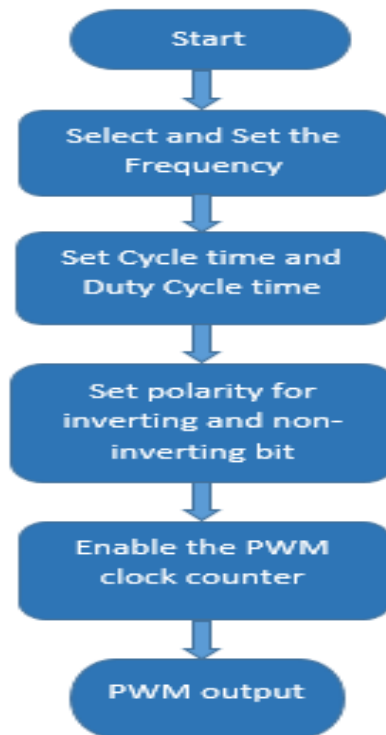 Start
Select and Set the
Frequency
Set Cycle time and
Duty Cycle time
Set polarity for
inverting and non-
inverting bit
Enable the PWM
clock counter
PWM output